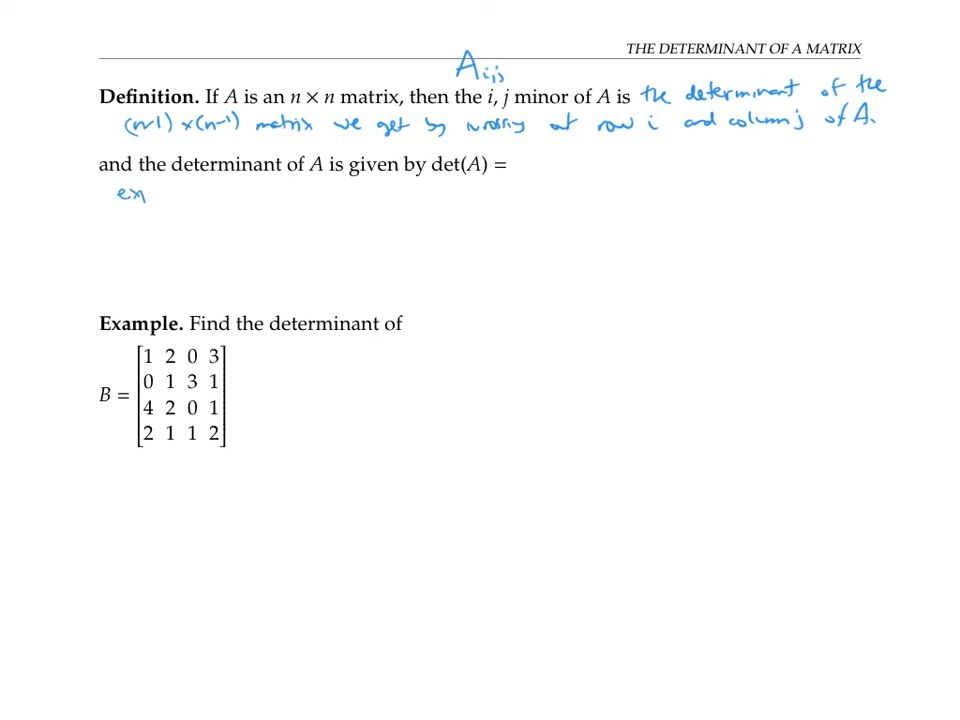 THE DETERMINANT OF A MATRIX
A i,j
Definition. If A is an n × n matrix, then the i, j minor of A is the determinant of the
(n-1) × (n-1) matrix we get by at row i and column j of A.
and the determinant of A is given by det(A) =
ex
Example. Find the determinant of
B = [1 2 0 3
0 1 3 1
4 2 0 1
2 1 1 2]